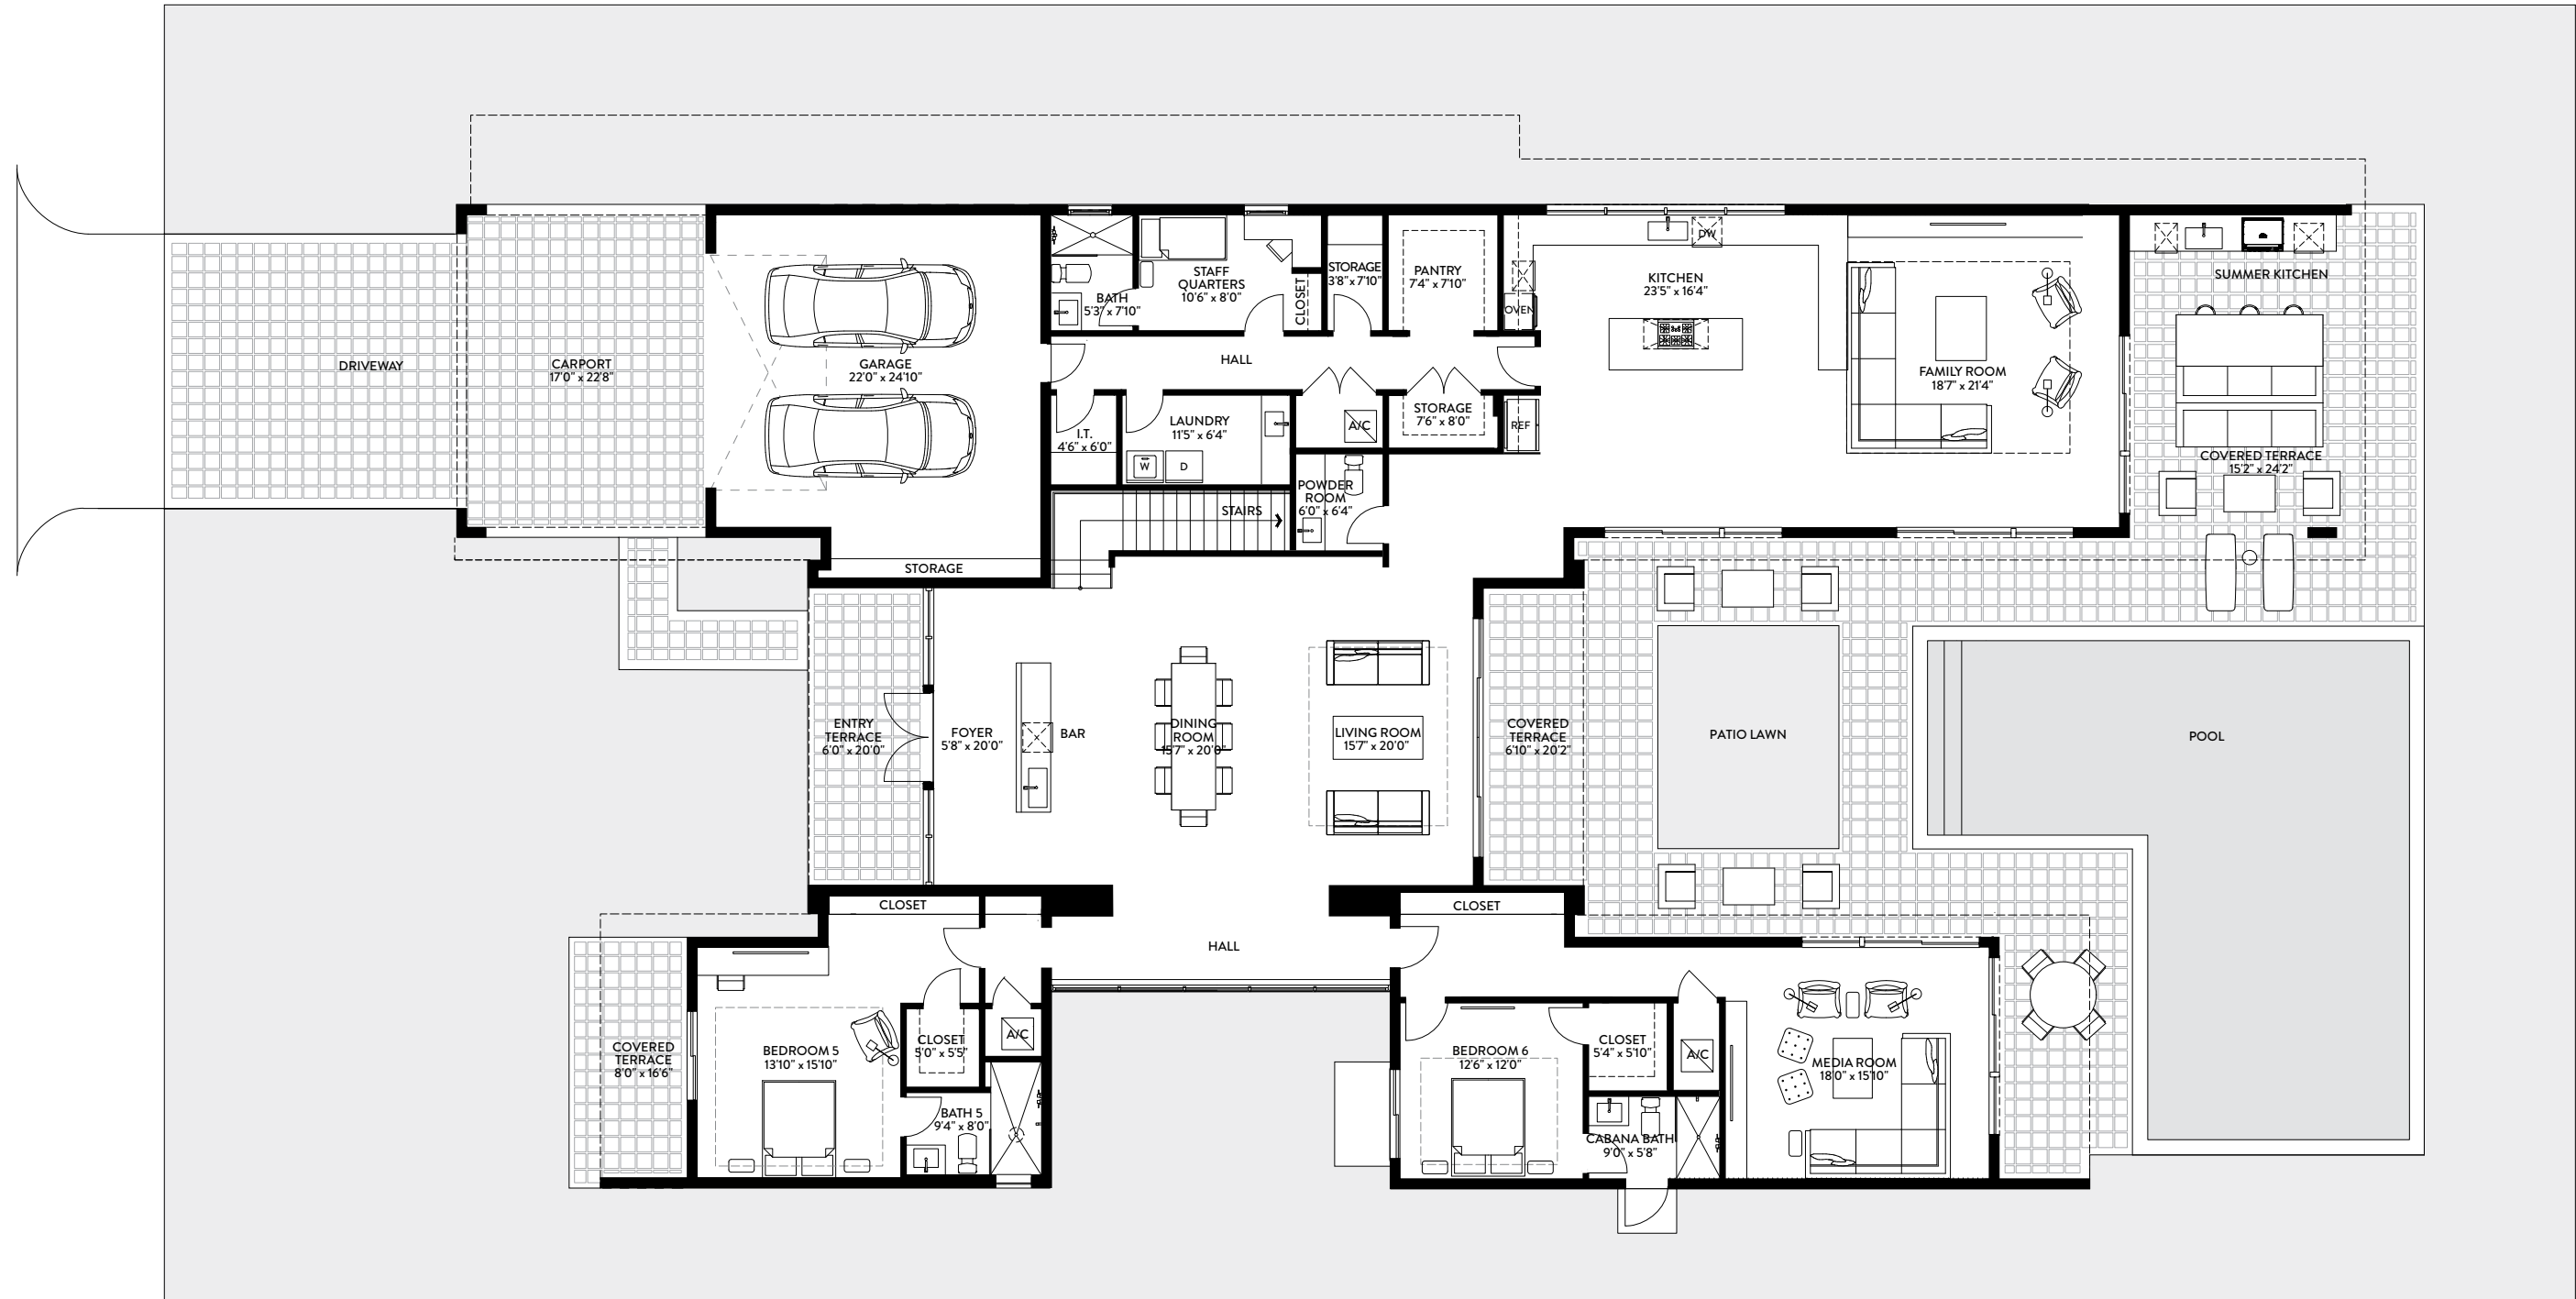 DRIVEWAY
CARPORT
17'0" x 22'8"
GARAGE
22'0" x 24'10"
STORAGE
BATH
5'3" x 7'10"
STAFF
QUARTERS
10'6" x 8'0"
CLOSET
STORAGE
3'8" x 7'10"
PANTRY
7'4" x 7'10"
HALL
I.T.
4'6" x 6'0"
LAUNDRY
11'5" x 6'4"
W
D
A/C
STORAGE
7'6" x 8'0"
REF
OVEN
DW
KITCHEN
23'5" x 16'4"
FAMILY ROOM
18'7" x 21'4"
SUMMER KITCHEN
COVERED TERRACE
15'2" x 24'2"
STAIRS
POWDER
ROOM
6'0" x 6'4"
ENTRY
TERRACE
6'0" x 20'0"
FOYER
5'8" x 20'0"
BAR
DINING
ROOM
15'7" x 20'0"
LIVING ROOM
15'7" x 20'0"
COVERED
TERRACE
6'10" x 20'2"
PATIO LAWN
POOL
CLOSET
HALL
CLOSET
COVERED
TERRACE
8'0" x 16'6"
BEDROOM 5
13'10" x 15'10"
CLOSET
5'0" x 5'5"
A/C
BATH 5
9'4" x 8'0"
BEDROOM 6
12'6" x 12'0"
CLOSET
5'4" x 5'10"
A/C
CABANA BATH
9'0" x 5'8"
MEDIA ROOM
18'0" x 15'10"